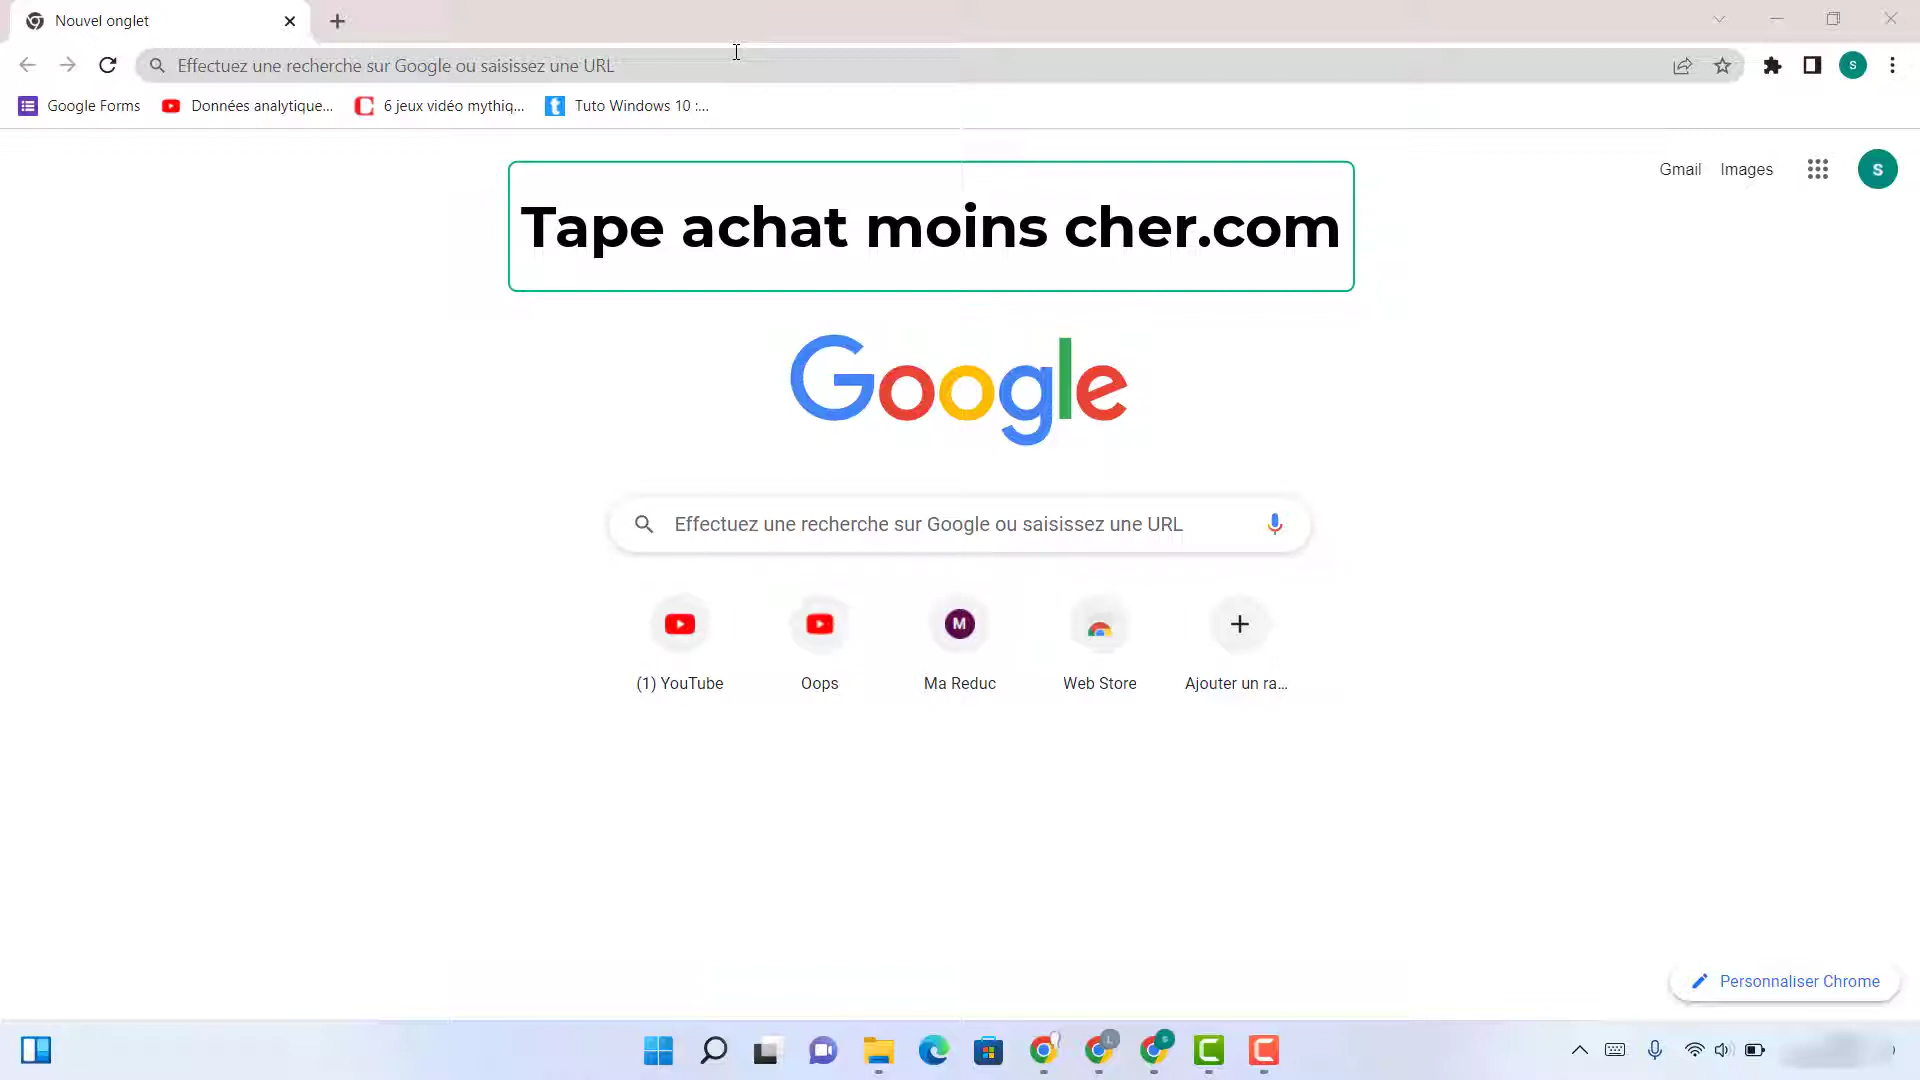 Nouvel onglet
Effectuez une recherche sur Google ou saisissez une URL
S
Google Forms
Données analytique...
6 jeux vidéo mythiq...
Tuto Windows 10 :...
Gmail
Images
S
Tape achat moins cher.com
Google
Effectuez une recherche sur Google ou saisissez une URL
M
(1) YouTube
Oops
Ma Reduc
Web Store
Ajouter un ra...
Personnaliser Chrome
L
S